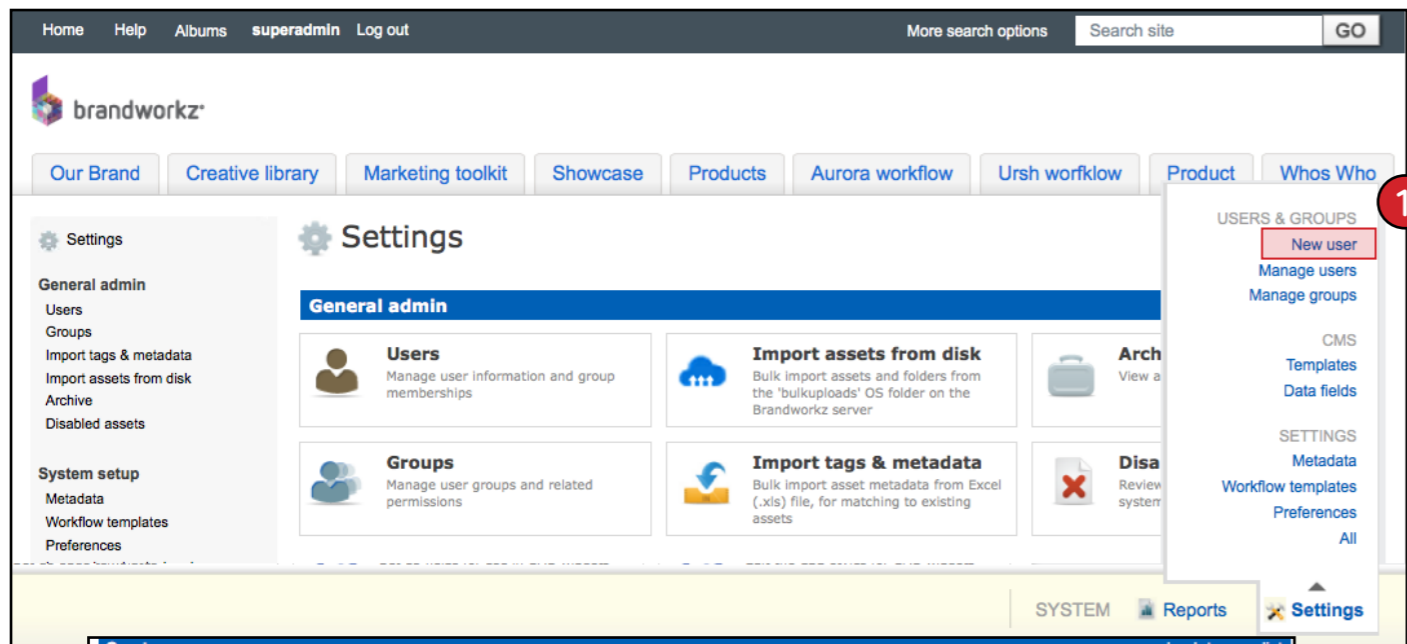 Home Help Albums superadmin Log out More search options Search site GO
brandworkz
Our Brand Creative library Marketing toolkit Showcase Products Aurora workflow Ursh worfklow Product Whos Who
1
Settings
General admin
Users
Groups
Import tags & metadata
Import assets from disk
Archive
Disabled assets
System setup
Metadata
Workflow templates
Preferences
Settings
General admin
Users
Manage user information and group
memberships
Import assets from disk
Bulk import assets and folders from
the 'bulkuploads' OS folder on the
Brandworkz server
Arch
View a
Groups
Manage user groups and related
permissions
Import tags & metadata
Bulk import asset metadata from Excel
(.xls) file, for matching to existing
assets
Disa
Review
system
USERS & GROUPS
New user
Manage users
Manage groups
CMS
Templates
Data fields
SETTINGS
Metadata
Workflow templates
Preferences
All
SYSTEM Reports Settings